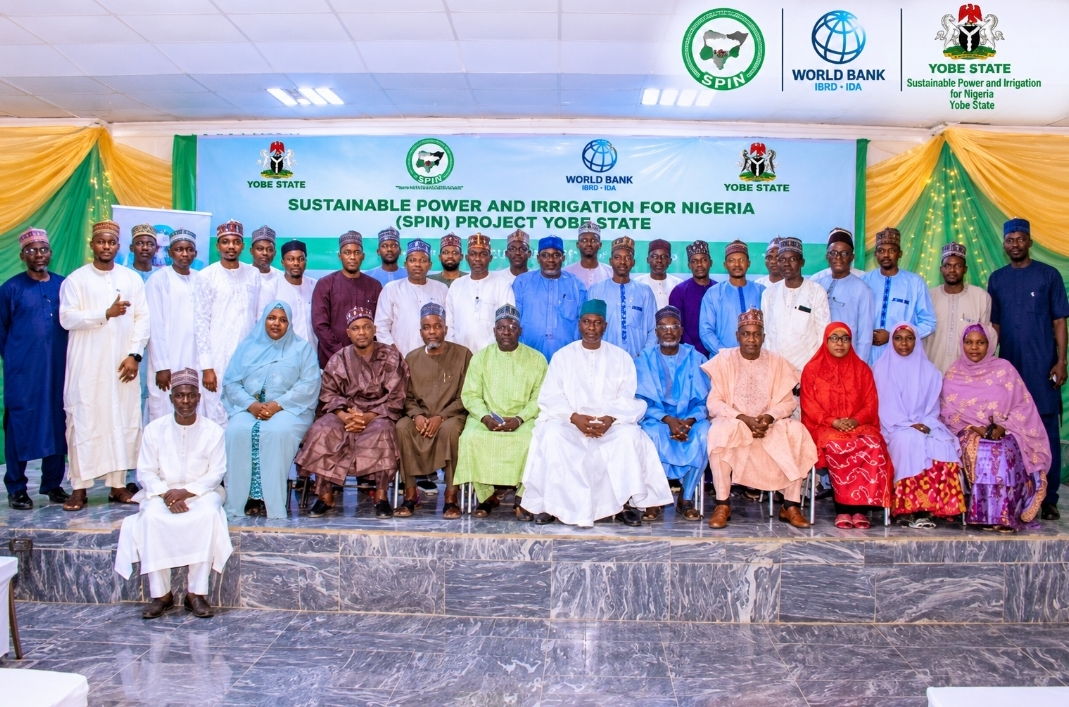 SPIN
WORLD BANK
IBRD • IDA
YOBE STATE
Sustainable Power and Irrigation
for Nigeria
Yobe State
YOBE STATE
SPIN
WORLD BANK
IBRD • IDA
YOBE STATE
SUSTAINABLE POWER AND IRRIGATION FOR NIGERIA
(SPIN) PROJECT YOBE STATE